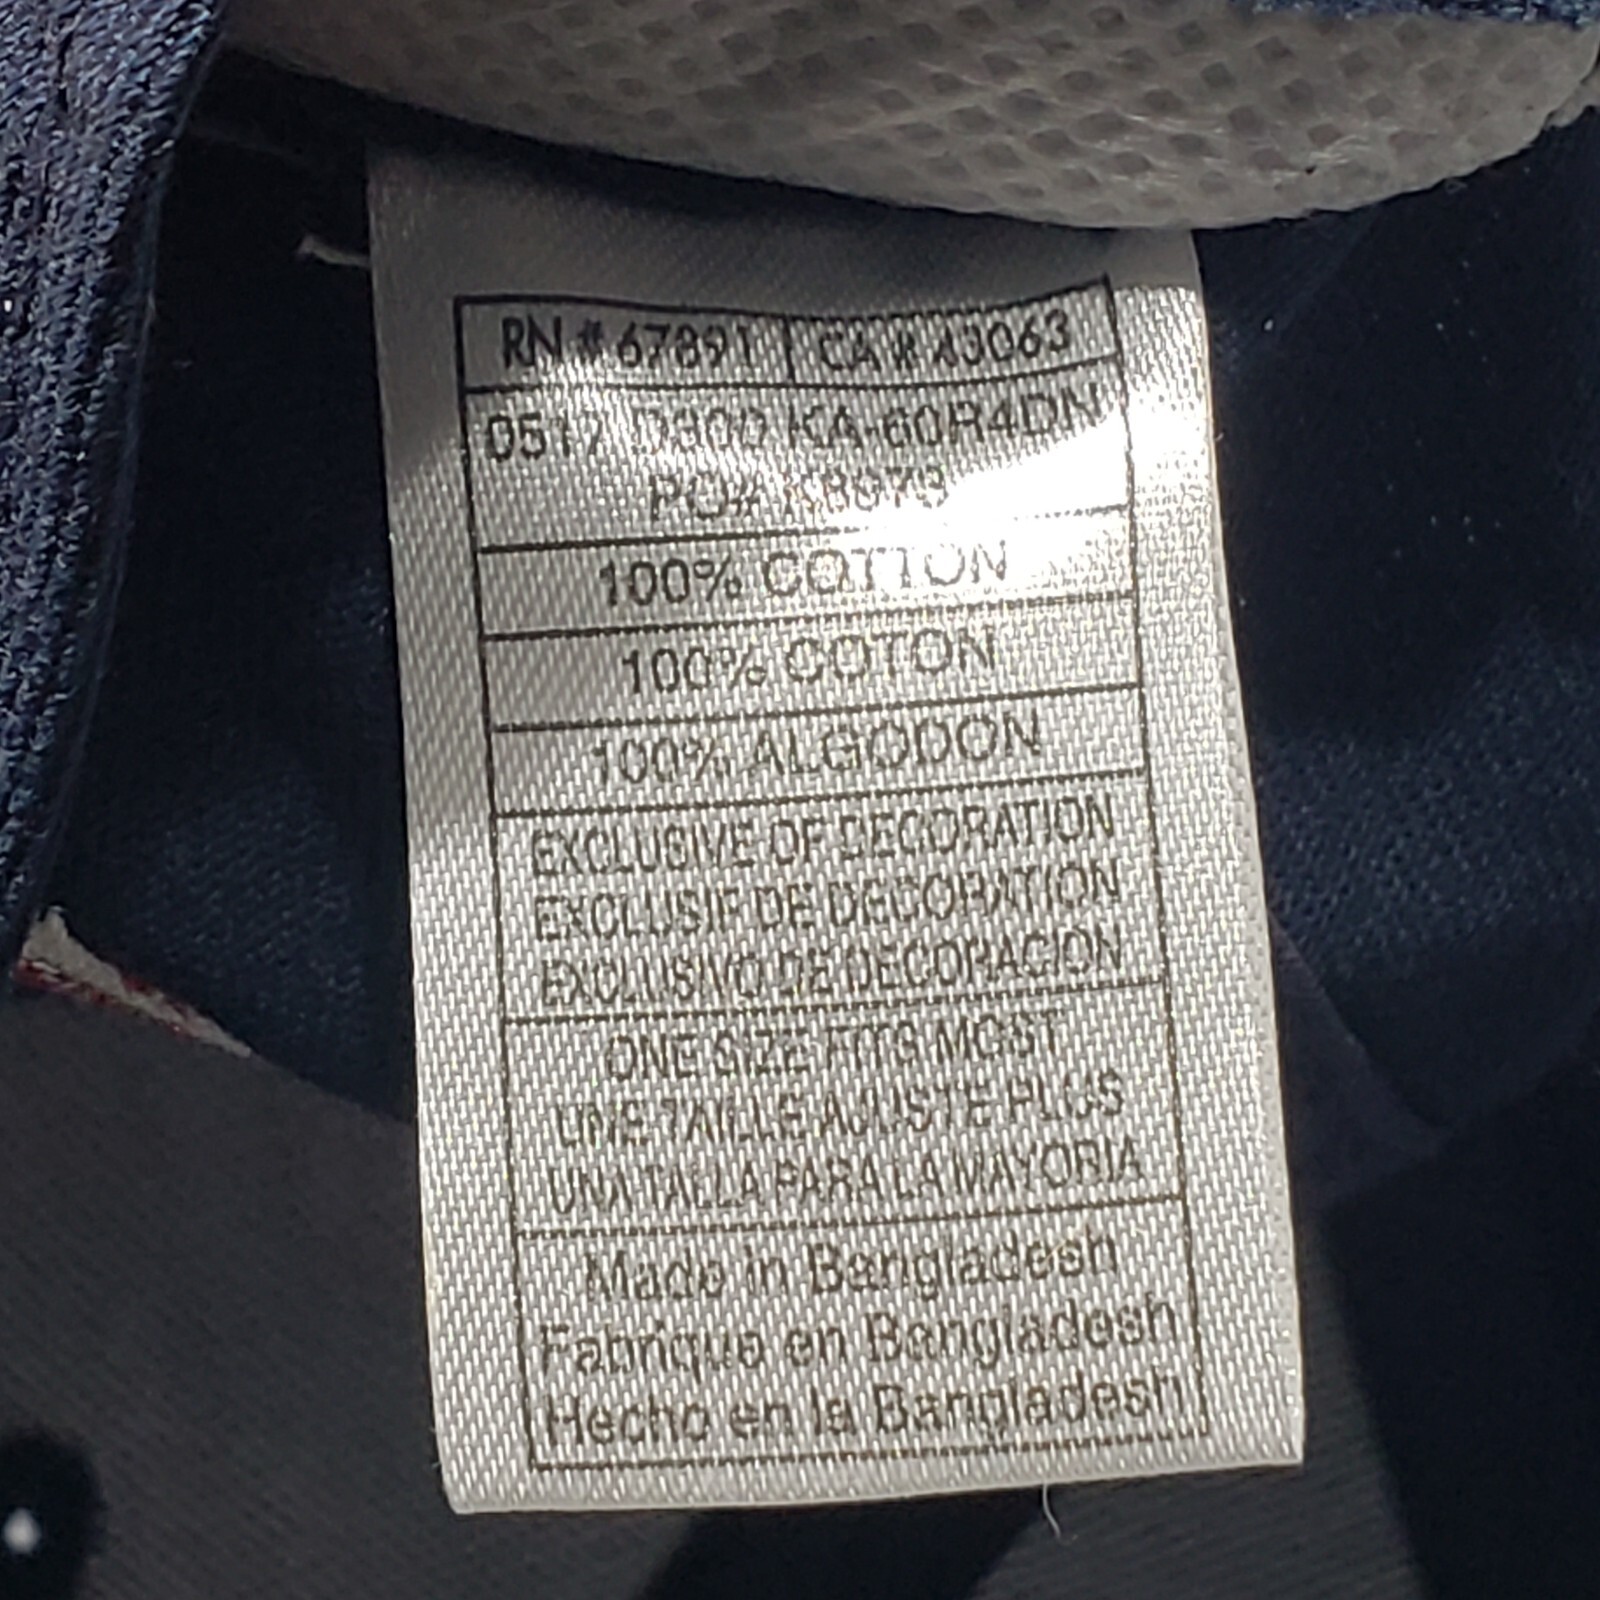 RN # 67891 CA # 43063
0517 D300 KA-60R4DN
PO# K8978
100% COTTON
100% COTON
100% ALGODON
EXCLUSIVE OF DECORATION
EXCLUSIF DE DECORATION
EXCLUSIVO DE DECORACION
ONE SIZE FITS MOST
UNE TAILLE AJUSTE PLUS
UNA TALLA PARA LA MAYORIA
Made in Bangladesh
Fabrique en Bangladesh
Hecho en la Bangladesh